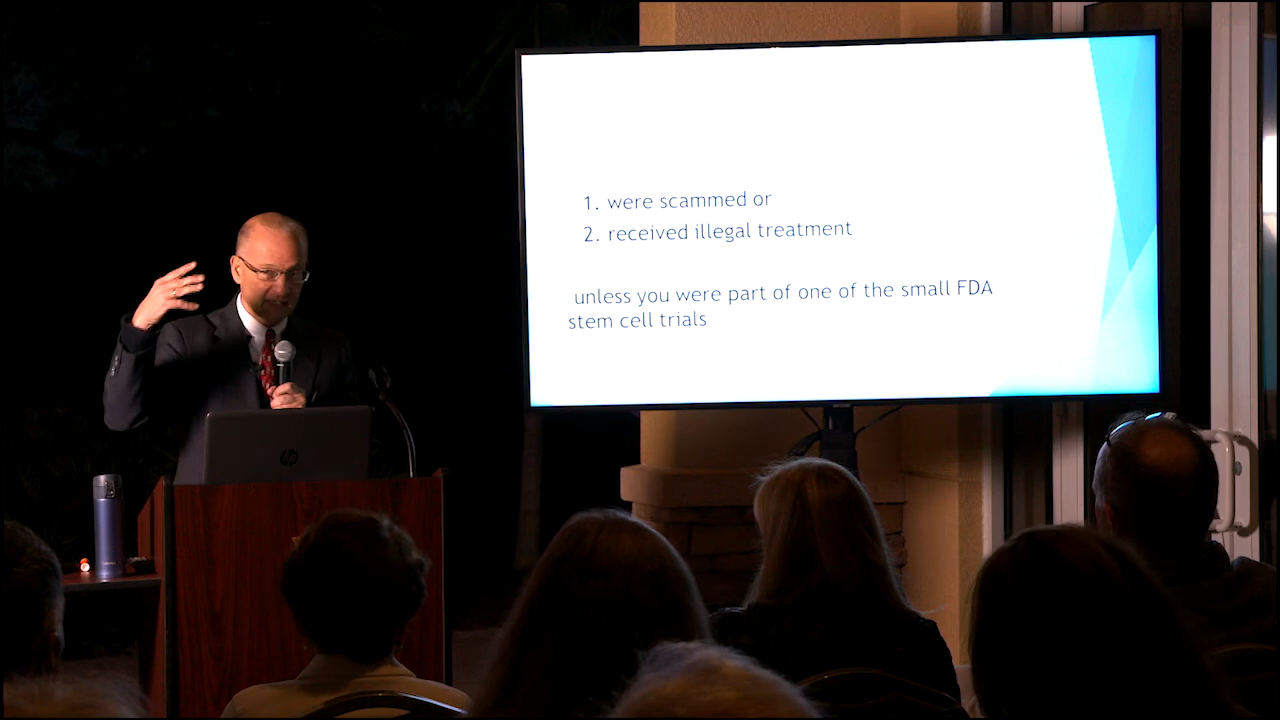 1. were scammed or
2. received illegal treatment
unless you were part of one of the small FDA
stem cell trials
hp